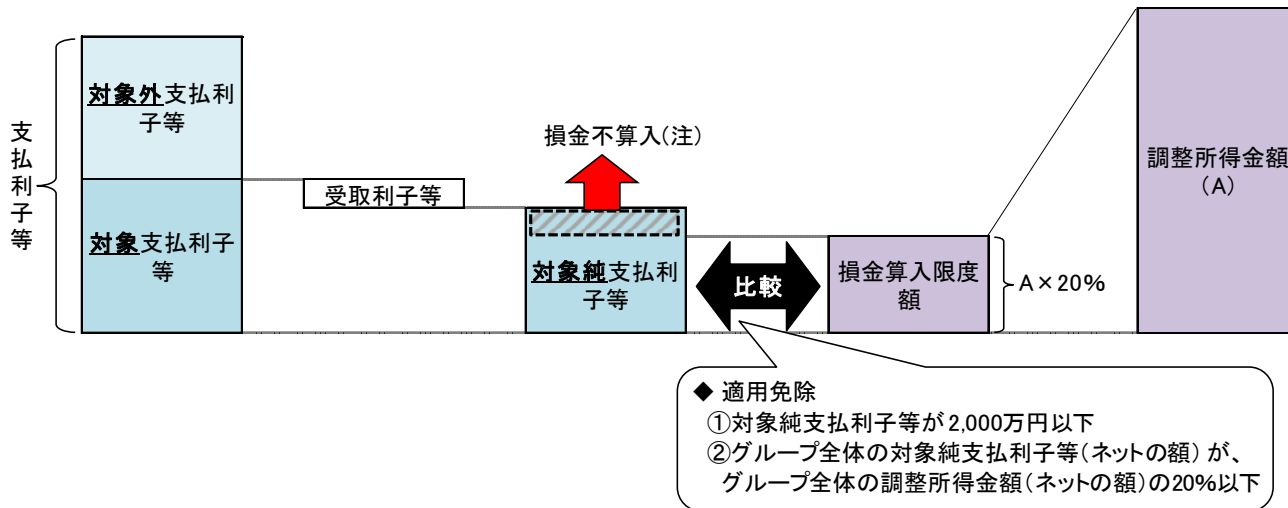 支払利子等
対象外支払利
子等
対象支払利子
等
受取利子等
損金不算入(注)
対象純支払利
子等
比較
損金算入限度
額
A×20%
調整所得金額
(A)
◆ 適用免除
①対象純支払利子等が2,000万円以下
②グループ全体の対象純支払利子等(ネットの額)が、
グループ全体の調整所得金額(ネットの額)の20%以下